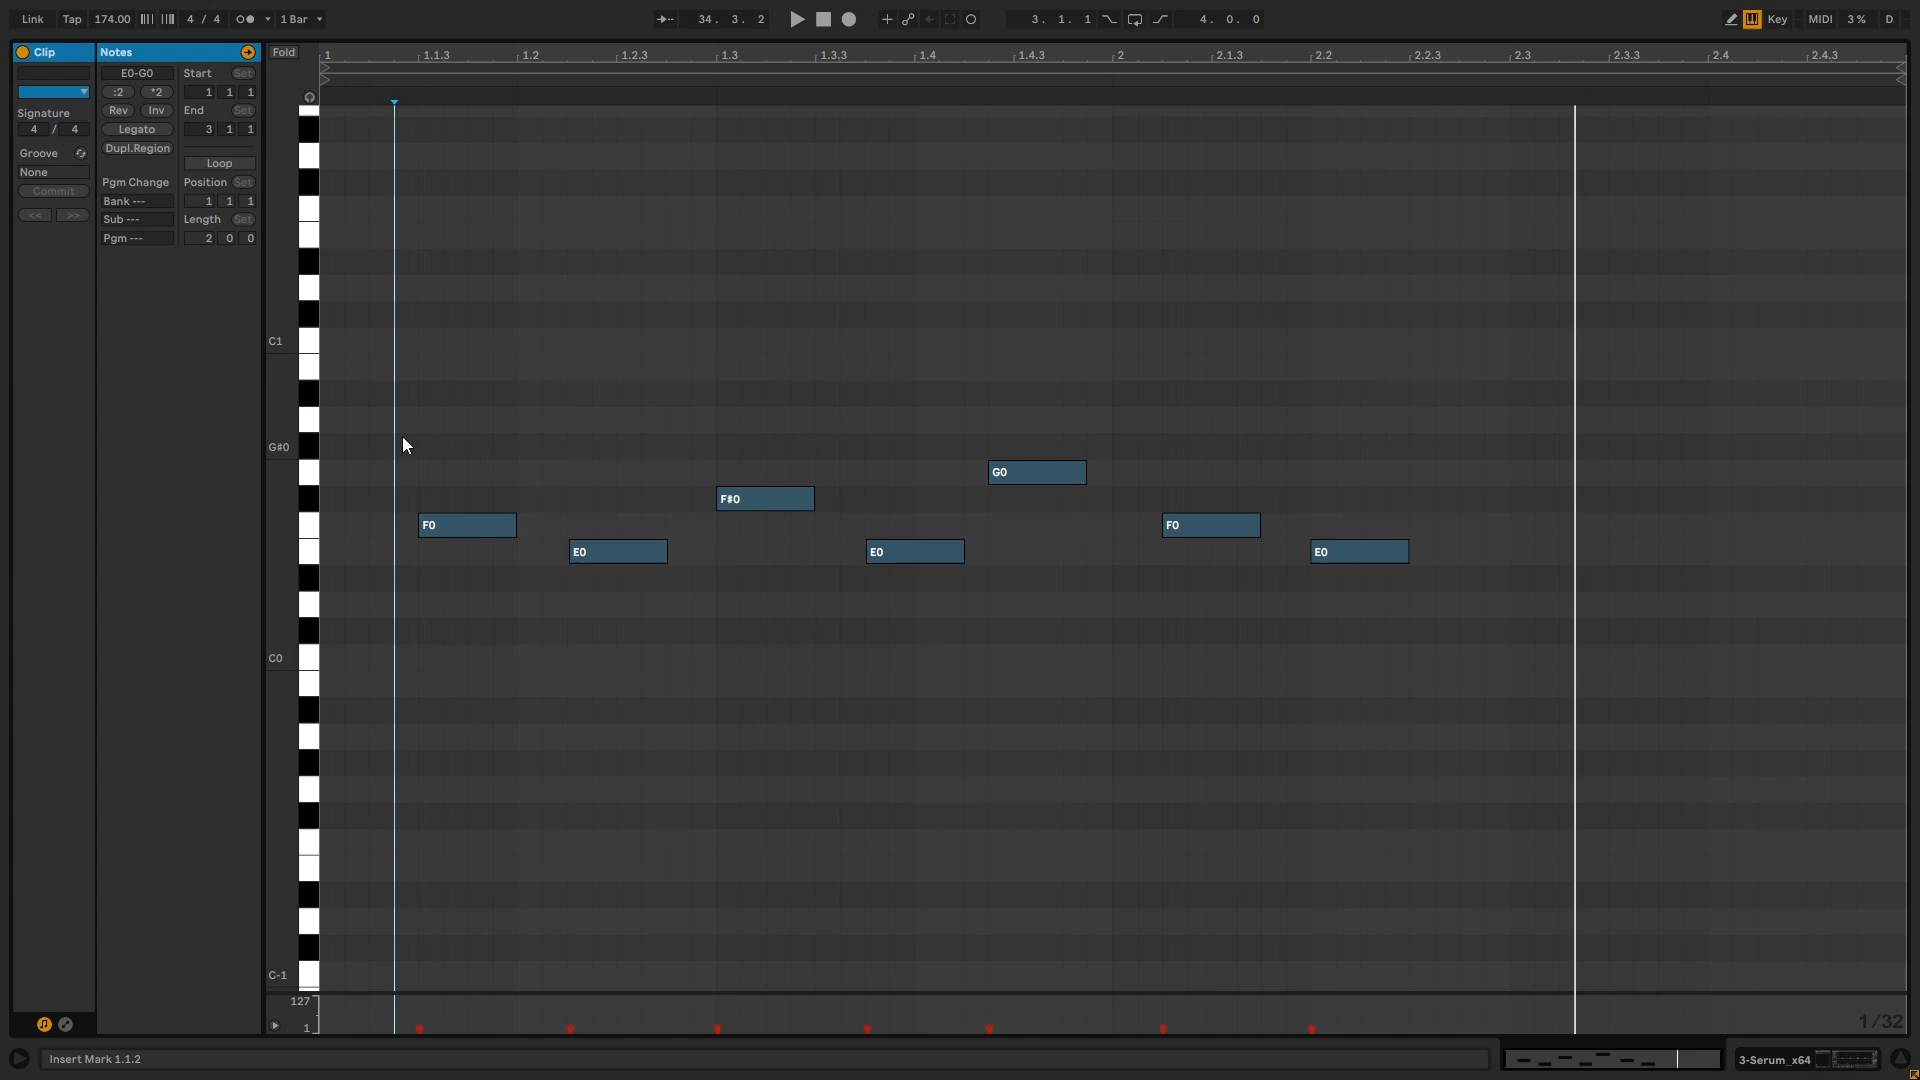 Link Tap 174.00 4 / 4 1 Bar 34. 3. 2 3. 1. 1 4. 0. 0 Key MIDI 3 % D
Clip Notes Fold 1 1.1.3 1.2 1.2.3 1.3 1.3.3 1.4 1.4.3 2 2.1.3 2.2 2.2.3 2.3 2.3.3 2.4 2.4.3
E0-G0 Start Set
:2 *2 1 1 1
Signature Rev Inv End Set
4 / 4 Legato 3 1 1
Groove Dupl.Region
None Loop
Commit Pgm Change Position Set
Bank --- 1 1 1
<< >> Sub --- Length Set
Pgm --- 2 0 0
C1
G#0
G0
F#0
F0 F0
E0 E0 E0
C0
C-1
127
1 1/32
Insert Mark 1.1.2 3-Serum_x64